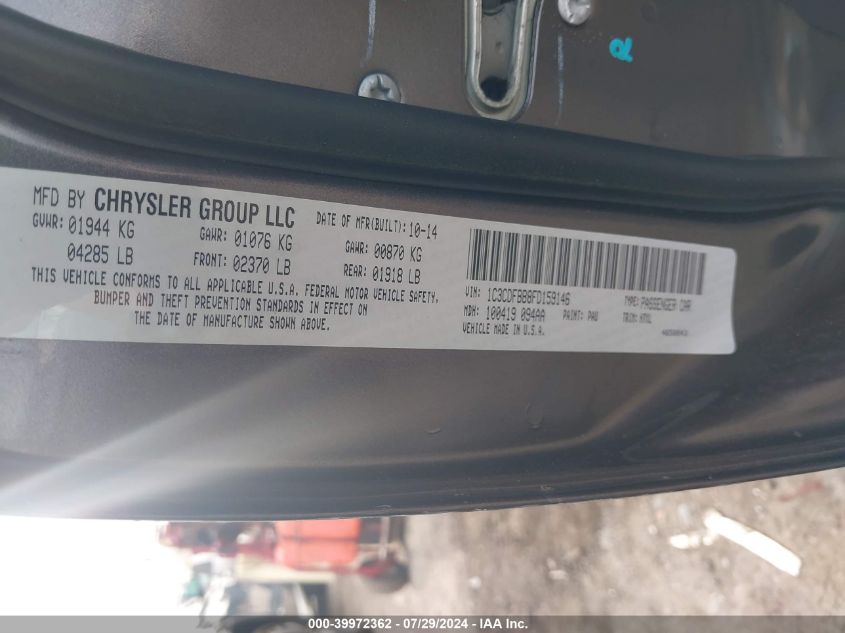 MFD BY CHRYSLER GROUP LLC
DATE OF MFR(BUILT): 10-14
GVWR: 01944 KG
GAWR: 01076 KG
GAWR: 00870 KG
04285 LB
FRONT: 02370 LB
REAR: 01918 LB
THIS VEHICLE CONFORMS TO ALL APPLICABLE U.S.A. FEDERAL MOTOR VEHICLE SAFETY,
BUMPER AND THEFT PREVENTION STANDARDS IN EFFECT ON
THE DATE OF MANUFACTURE SHOWN ABOVE.
VIN: 1C3CDFBB8FD159146
TYPE: PASSENGER CAR
MDH: 100419 094AA
PAINT: PAU
TRIM:
VEHICLE MADE IN U.S.A.
000-39972362 / 07/29/2024 - IAA Inc.